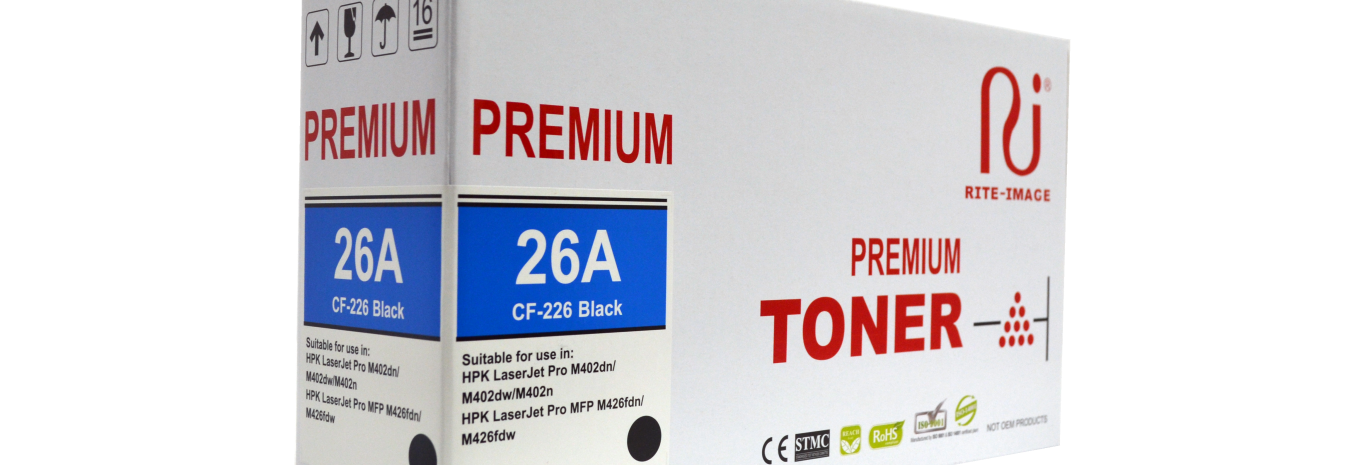 16
PREMIUM
26A
CF-226 Black
Suitable for use in:
HPK LaserJet Pro M402dn/
M402dw/M402n
HPK LaserJet Pro MFP M426fdn/
M426fdw
PREMIUM
26A
CF-226 Black
Suitable for use in:
HPK LaserJet Pro M402dn/
M402dw/M402n
HPK LaserJet Pro MFP M426fdn/
M426fdw
Ri®
RITE-IMAGE
PREMIUM
TONER
CE STMC REACH RoHS
NOT OEM PRODUCTS